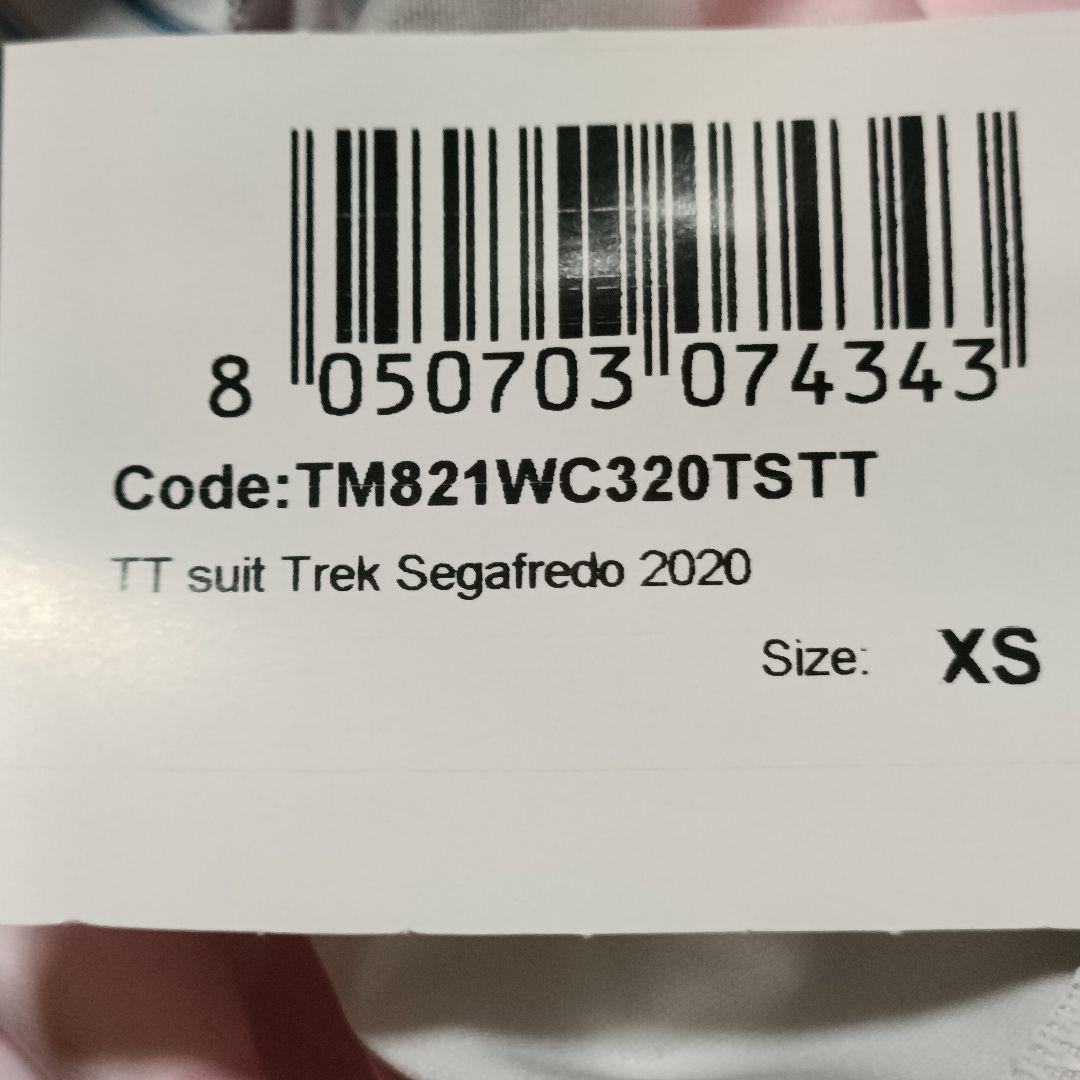 8 050703 074343
Code:TM821WC320TSTT
TT suit Trek Segafredo 2020
Size: XS